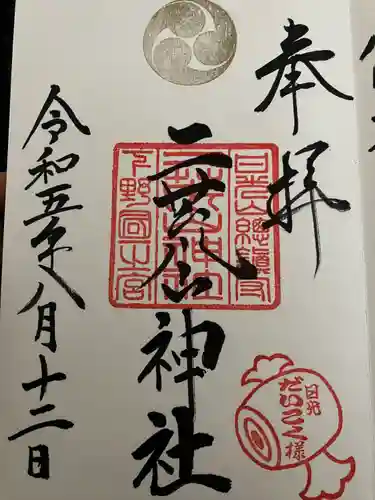 奉拝
二荒山神社
令和五年八月十二日
日光
だいこく様